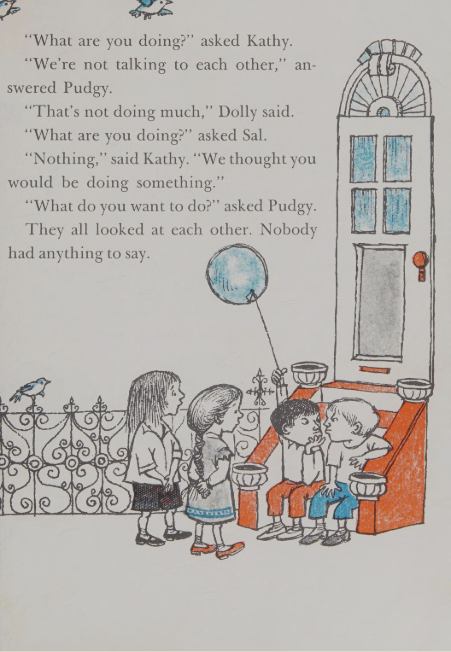 "What are you doing?" asked Kathy.
"We're not talking to each other," an-
swered Pudgy.
"That's not doing much," Dolly said.
"What are you doing?" asked Sal.
"Nothing," said Kathy. "We thought you
would be doing something."
"What do you want to do?" asked Pudgy.
They all looked at each other. Nobody
had anything to say.